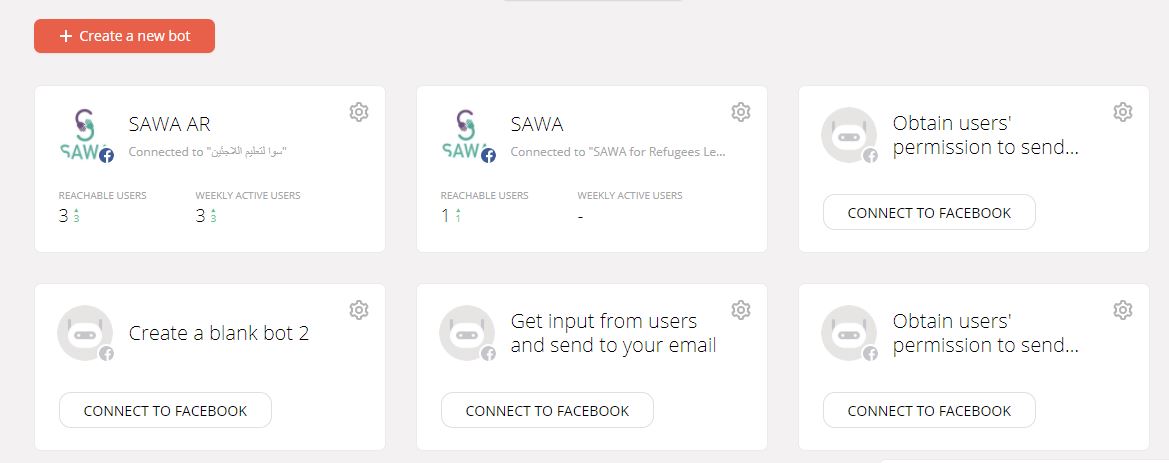 + Create a new bot
SAWA AR
Connected to "سوا لتعليم اللاجئين"
SAWA
REACHABLE USERS
WEEKLY ACTIVE USERS
3 3
3 3
SAWA
Connected to "SAWA for Refugees Le...
SAWA
REACHABLE USERS
WEEKLY ACTIVE USERS
1 1
-
Obtain users'
permission to send...
CONNECT TO FACEBOOK
Create a blank bot 2
CONNECT TO FACEBOOK
Get input from users
and send to your email
CONNECT TO FACEBOOK
Obtain users'
permission to send...
CONNECT TO FACEBOOK